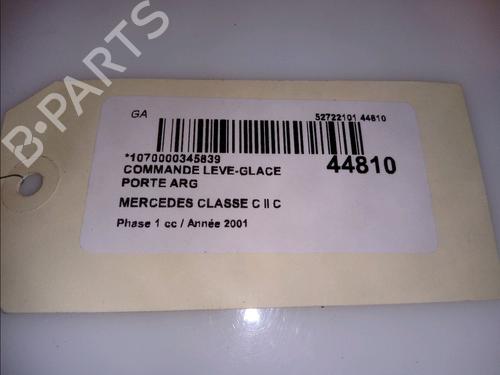 B-PARTS
GA
52722101 44810
*1070000345839
44810
COMMANDE LEVE-GLACE
PORTE ARG
MERCEDES CLASSE C II C
Phase 1 cc / Année 2001